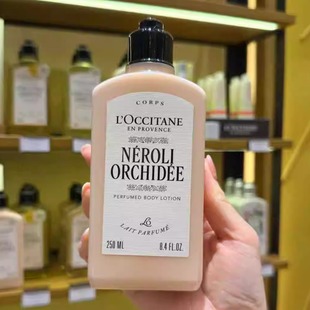 CORPS
L'OCCITANE
EN PROVENCE
NÉROLI
ORCHIDÉE
PERFUMED BODY LOTION
LAIT PARFUMÉ
250 ML 8.4 FL.OZ.